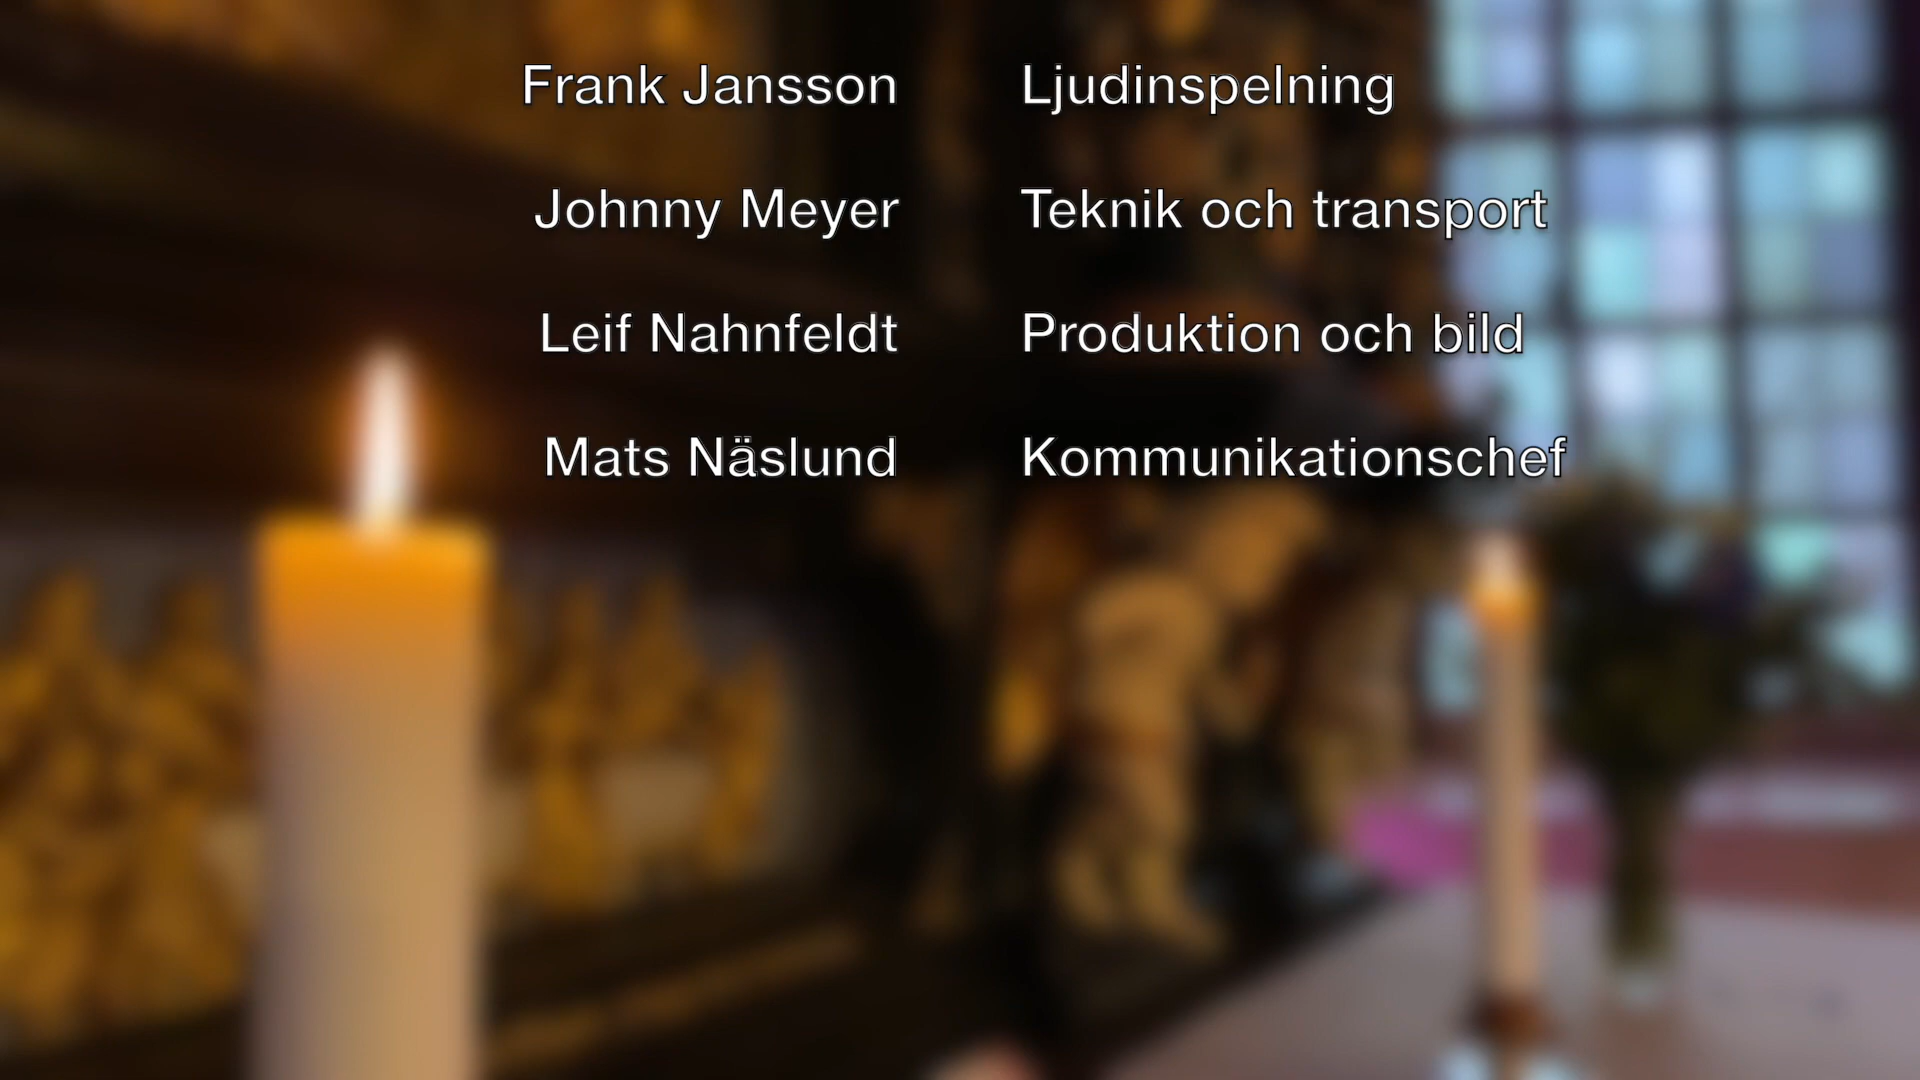 Frank Jansson Ljudinspelning
Johnny Meyer Teknik och transport
Leif Nahnfeldt Produktion och bild
Mats Näslund Kommunikationschef